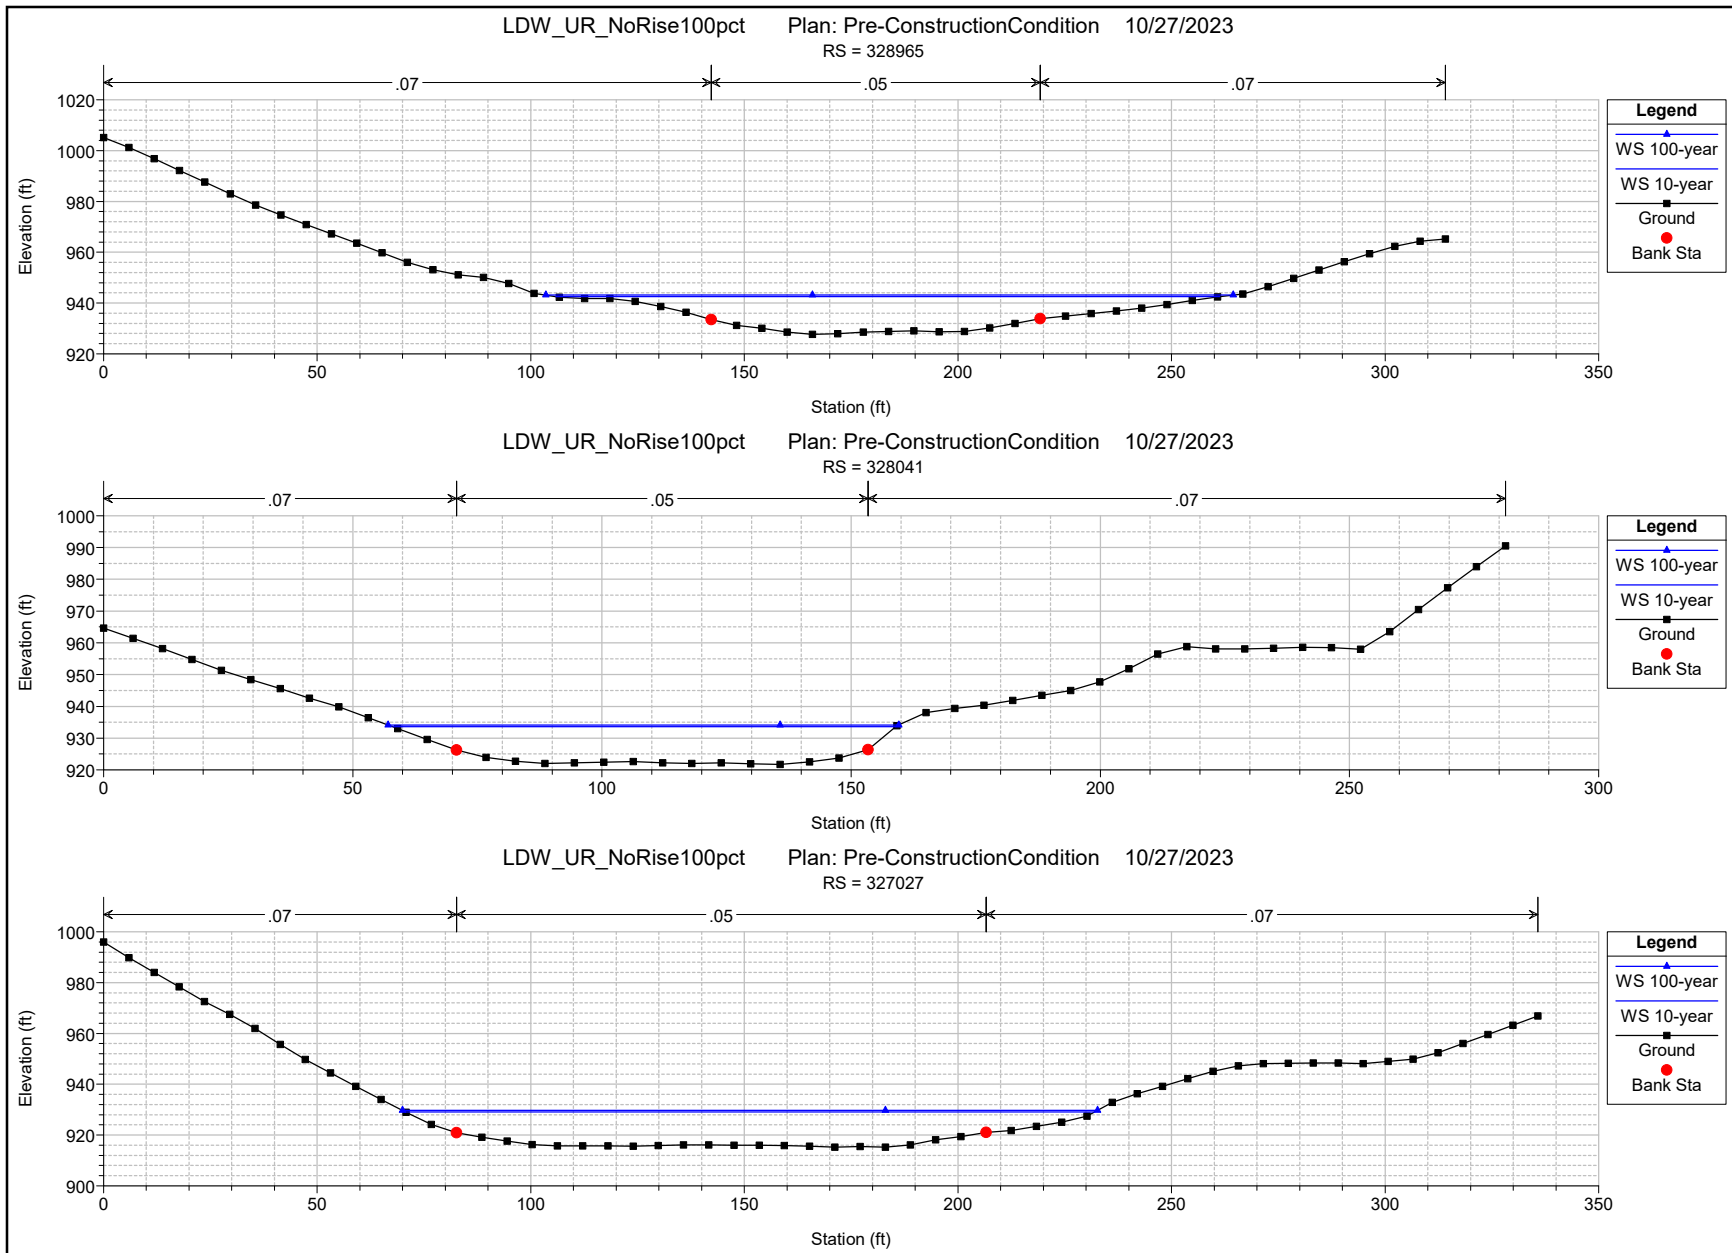 LDW_UR_NoRise100pct Plan: Pre-ConstructionCondition 10/27/2023
RS = 328965
.07 .05 .07
1020
1000
980
960
940
920
Elevation (ft)
0 50 100 150 200 250 300 350
Station (ft)
Legend
WS 100-year
WS 10-year
Ground
Bank Sta
LDW_UR_NoRise100pct Plan: Pre-ConstructionCondition 10/27/2023
RS = 328041
.07 .05 .07
1000
990
980
970
960
950
940
930
920
Elevation (ft)
0 50 100 150 200 250 300
Station (ft)
Legend
WS 100-year
WS 10-year
Ground
Bank Sta
LDW_UR_NoRise100pct Plan: Pre-ConstructionCondition 10/27/2023
RS = 327027
.07 .05 .07
1000
980
960
940
920
900
Elevation (ft)
0 50 100 150 200 250 300 350
Station (ft)
Legend
WS 100-year
WS 10-year
Ground
Bank Sta